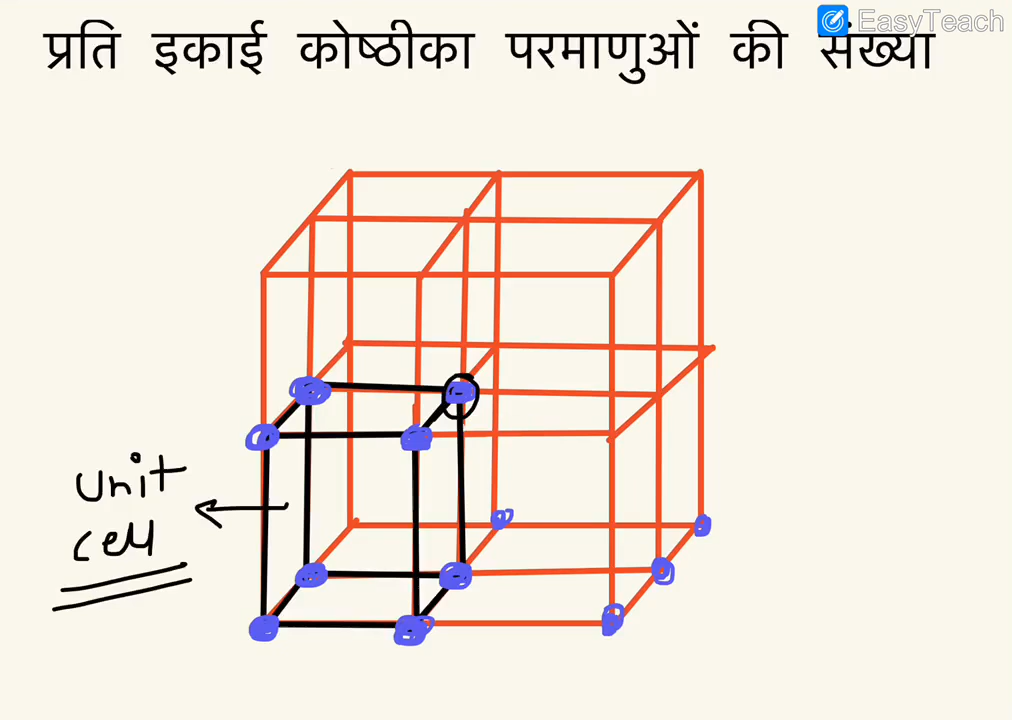 प्रति इकाई कोष्ठीका परमाणुओं की संख्या
EasyTeach
unit
cell